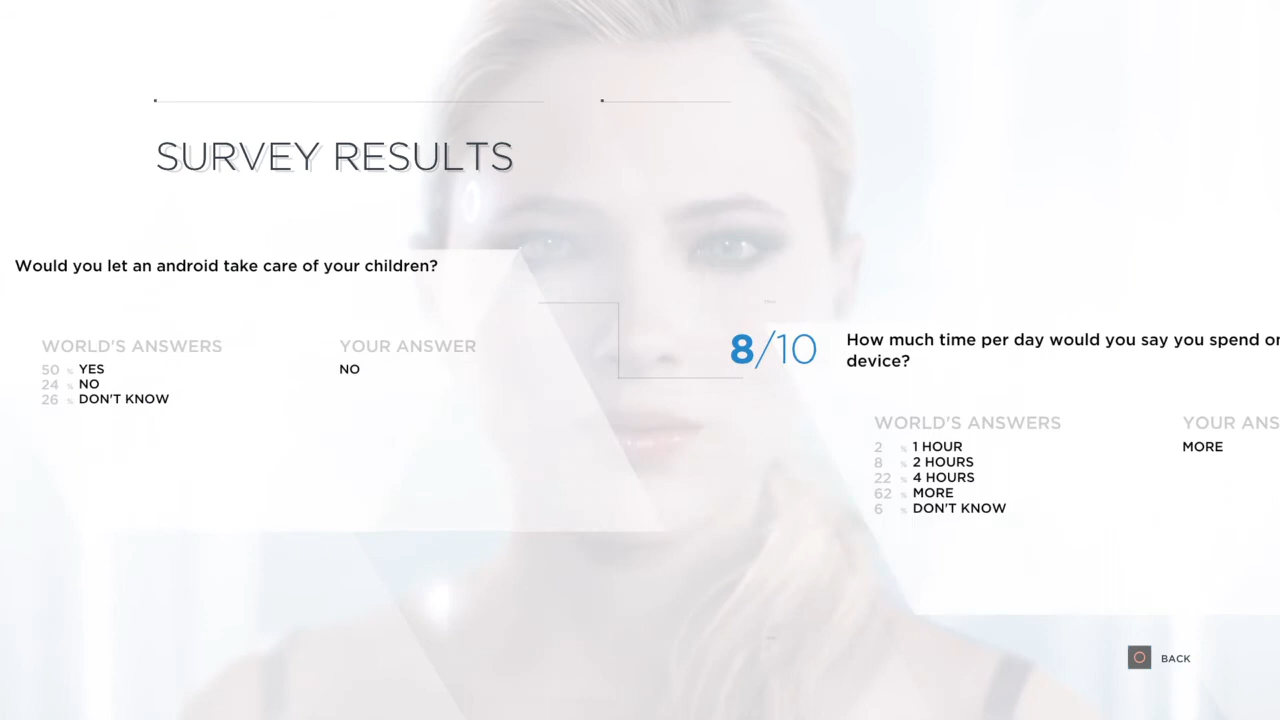 SURVEY RESULTS
Would you let an android take care of your children?
WORLD'S ANSWERS
YOUR ANSWER
50 % YES
NO
24 % NO
26 % DON'T KNOW
8/10
How much time per day would you say you spend on
device?
WORLD'S ANSWERS
YOUR ANS
2 % 1 HOUR
MORE
8 % 2 HOURS
22 % 4 HOURS
62 % MORE
6 % DON'T KNOW
BACK